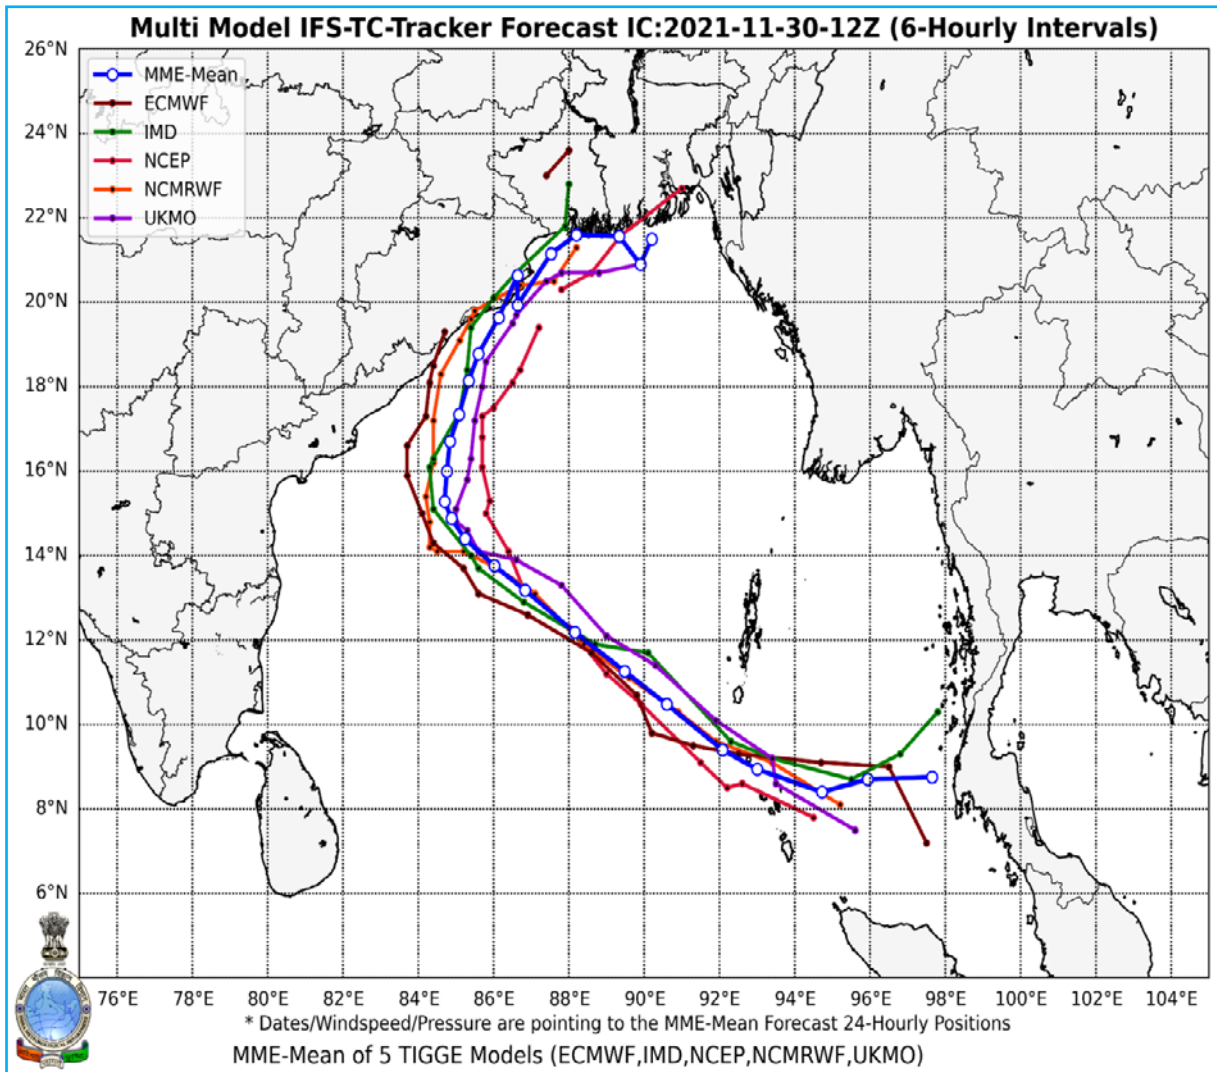 Multi Model IFS-TC-Tracker Forecast IC:2021-11-30-12Z (6-Hourly Intervals)
26°N
MME-Mean
ECMWF
IMD
NCEP
NCMRWF
UKMO
24°N
22°N
20°N
18°N
16°N
14°N
12°N
10°N
8°N
6°N
76°E 78°E 80°E 82°E 84°E 86°E 88°E 90°E 92°E 94°E 96°E 98°E 100°E 102°E 104°E
* Dates/Windspeed/Pressure are pointing to the MME-Mean Forecast 24-Hourly Positions
MME-Mean of 5 TIGGE Models (ECMWF,IMD,NCEP,NCMRWF,UKMO)